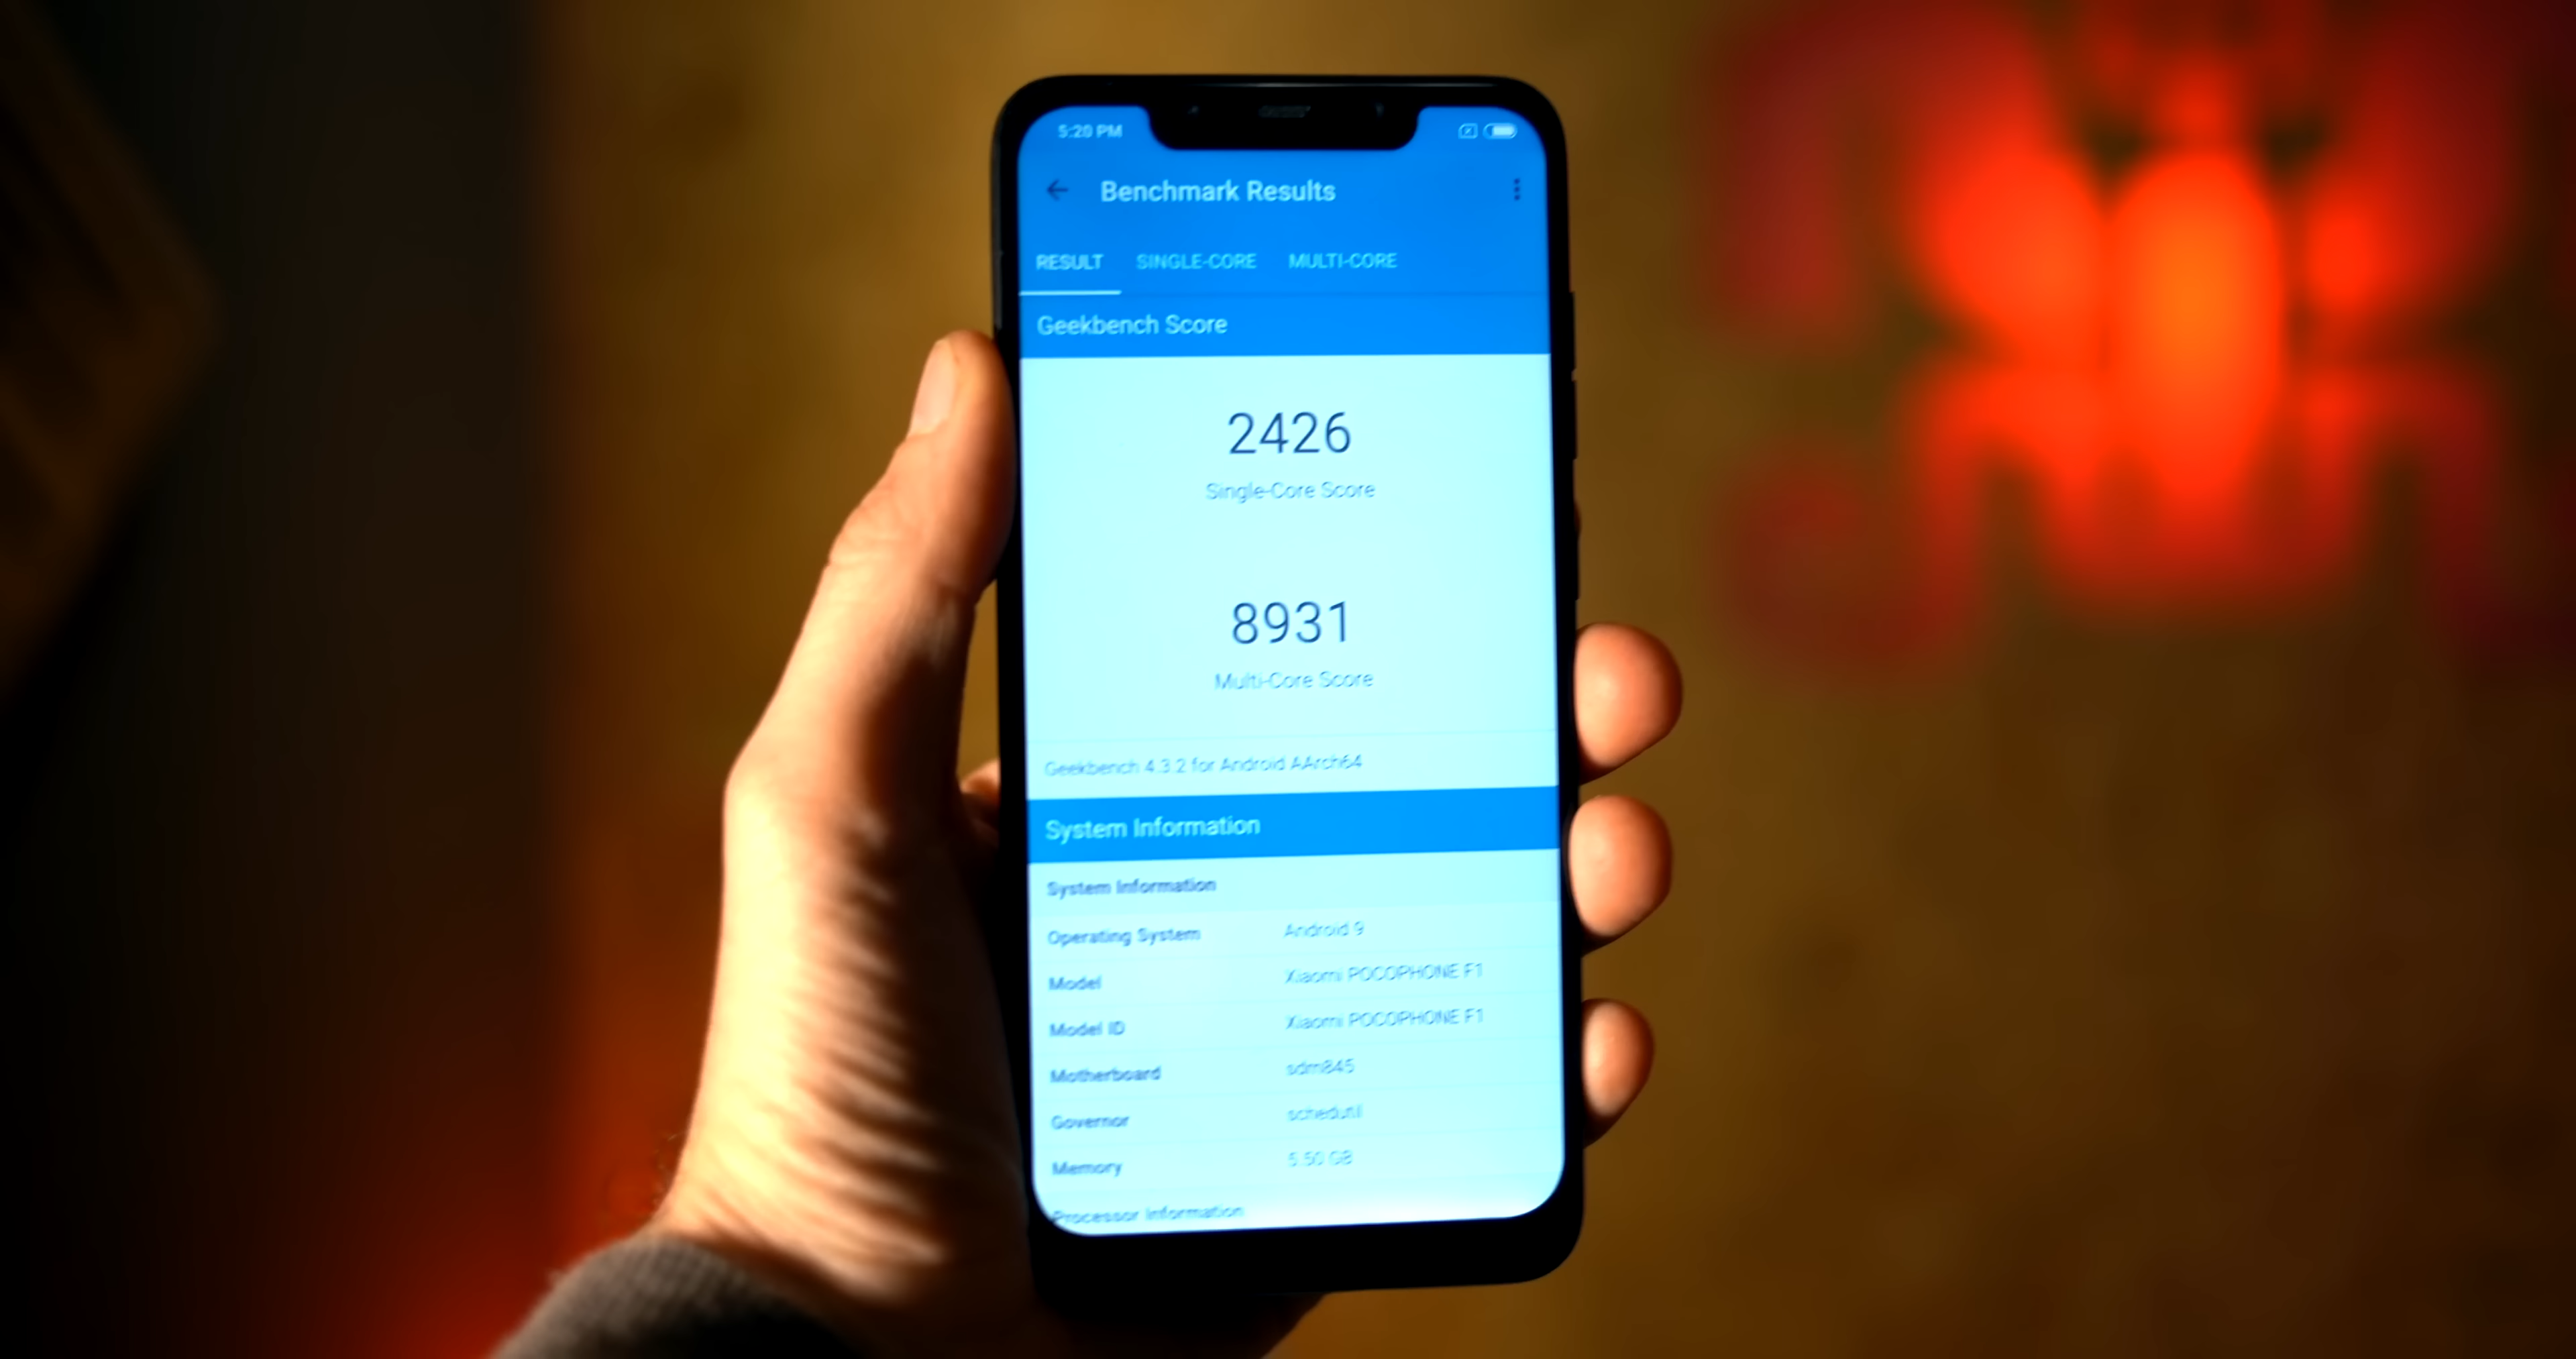 5:20 PM
Benchmark Results
RESULT SINGLE-CORE MULTI-CORE
Geekbench Score
2426
Single-Core Score
8931
Multi-Core Score
Geekbench 4.3.2 for Android AArch64
System Information
System Information
Operating System Android 9
Model Xiaomi POCOPHONE F1
Model ID Xiaomi POCOPHONE F1
Motherboard sdm845
Governor schedutil
Memory 5.50 GB
Processor Information